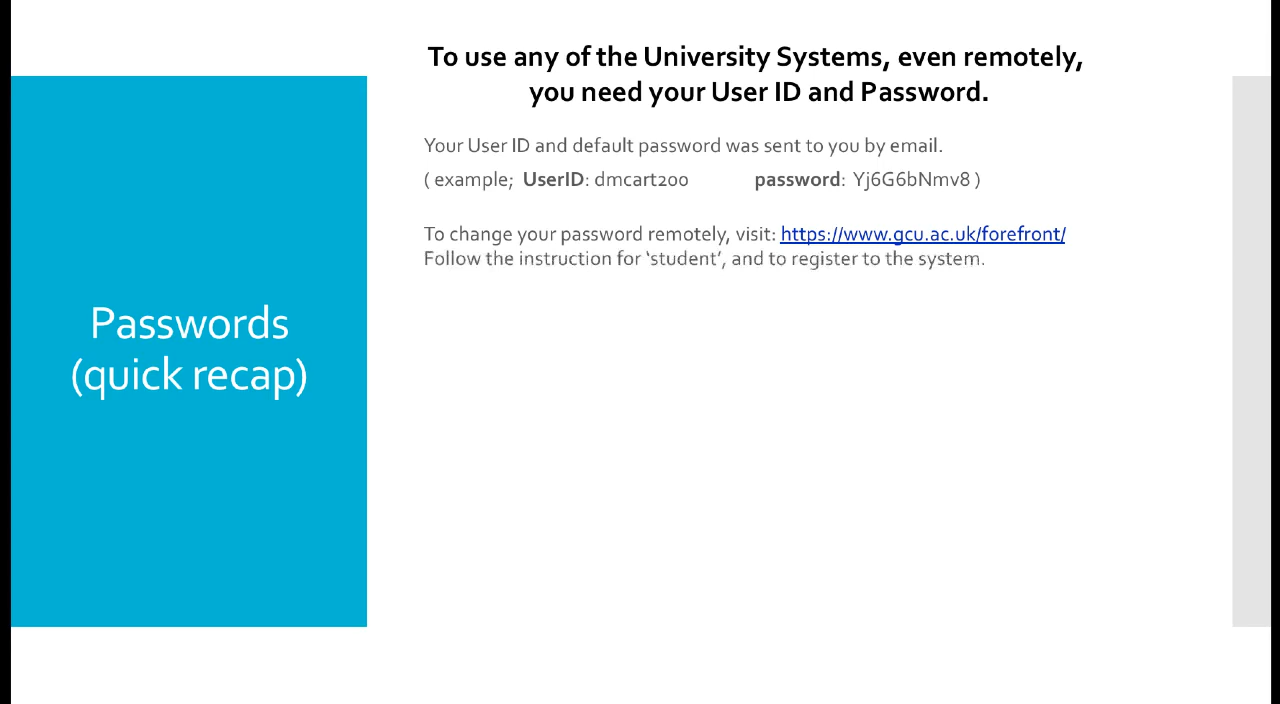 To use any of the University Systems, even remotely,
you need your User ID and Password.
Your User ID and default password was sent to you by email.
( example; UserID: dmcart200 password: Yj6G6bNmv8 )
To change your password remotely, visit: https://www.gcu.ac.uk/forefront/
Follow the instruction for ‘student’, and to register to the system.
Passwords
(quick recap)